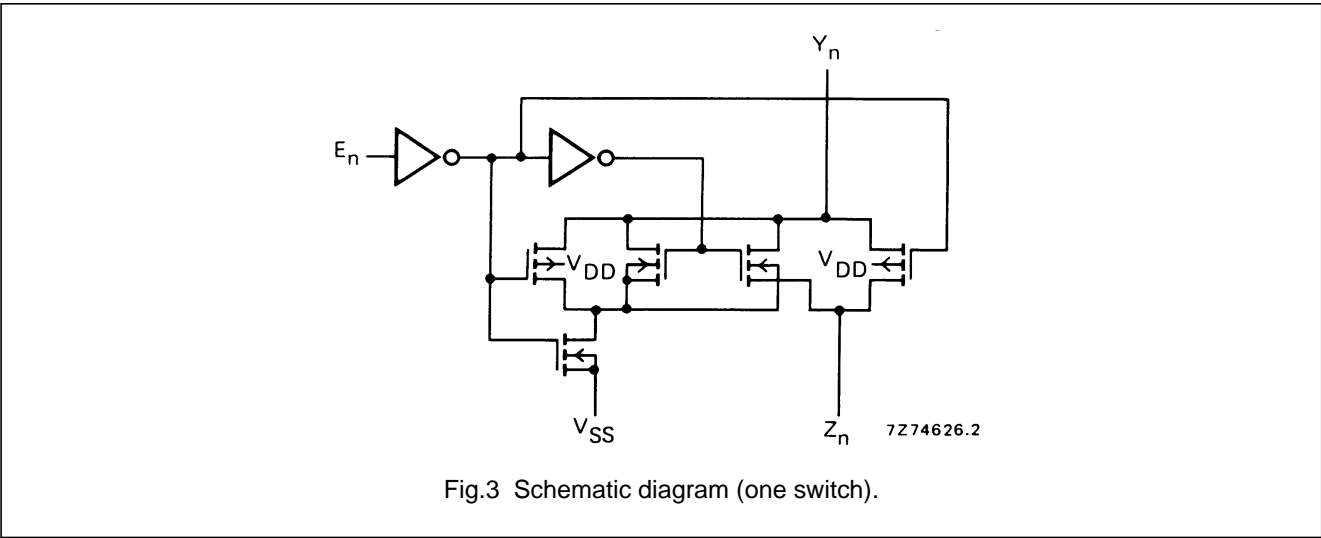 Yn
En
VDD
VDD
VSS
Zn
7Z74626.2
Fig.3 Schematic diagram (one switch).